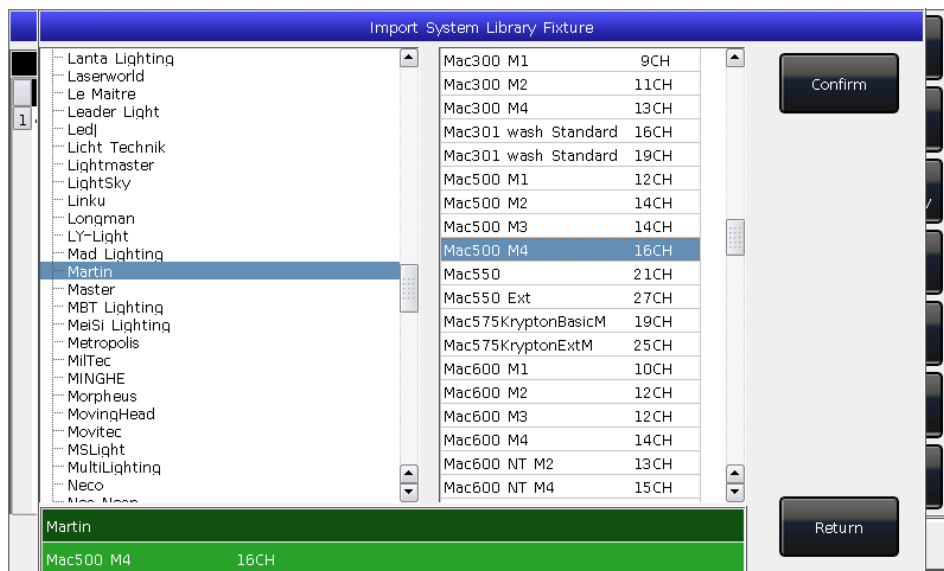 Import System Library Fixture
Lanta Lighting
Laserworld
Le Maitre
Leader Light
Led|
Licht Technik
Lightmaster
LightSky
Linku
Longman
LY-Light
Mad Lighting
Martin
Master
MBT Lighting
MeiSi Lighting
Metropolis
MilTec
MINGHE
Morpheus
MovingHead
Movitec
MSLight
MultiLighting
Neco
Mac300 M1 9CH
Mac300 M2 11CH
Mac300 M4 13CH
Mac301 wash Standard 16CH
Mac301 wash Standard 19CH
Mac500 M1 12CH
Mac500 M2 14CH
Mac500 M3 14CH
Mac500 M4 16CH
Mac550 21CH
Mac550 Ext 27CH
Mac575KryptonBasicM 19CH
Mac575KryptonExtM 25CH
Mac600 M1 10CH
Mac600 M2 12CH
Mac600 M3 12CH
Mac600 M4 14CH
Mac600 NT M2 13CH
Mac600 NT M4 15CH
Confirm
Return
1
Martin
Mac500 M4 16CH